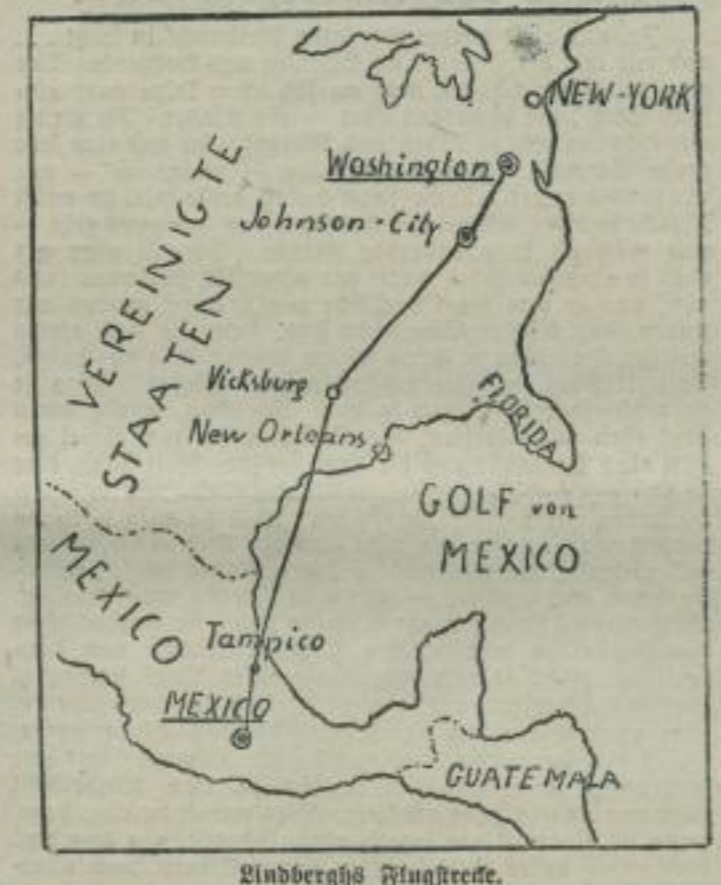 NEW-YORK
Washington
Johnson-City
VEREINIGTE
STAATEN
Vicksburg
New Orleans
FLORIDA
GOLF von
MEXICO
MEXICO
Tampico
MEXICO
GUATEMALA
Lindberghs Flugstrecke.